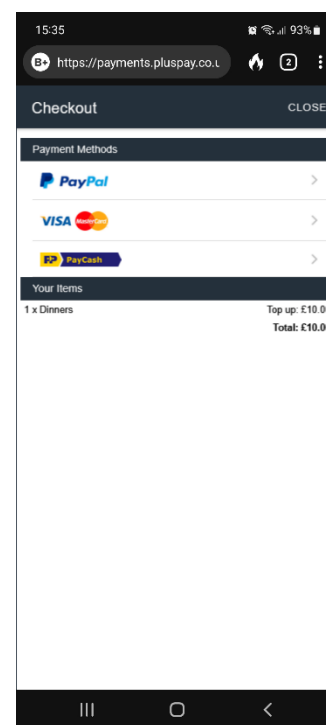 15:35 93%
B+ https://payments.pluspay.co.u 2
Checkout CLOSE
Payment Methods
PayPal
VISA MasterCard
PayCash
Your Items
1 x Dinners Top up: £10.0
Total: £10.0